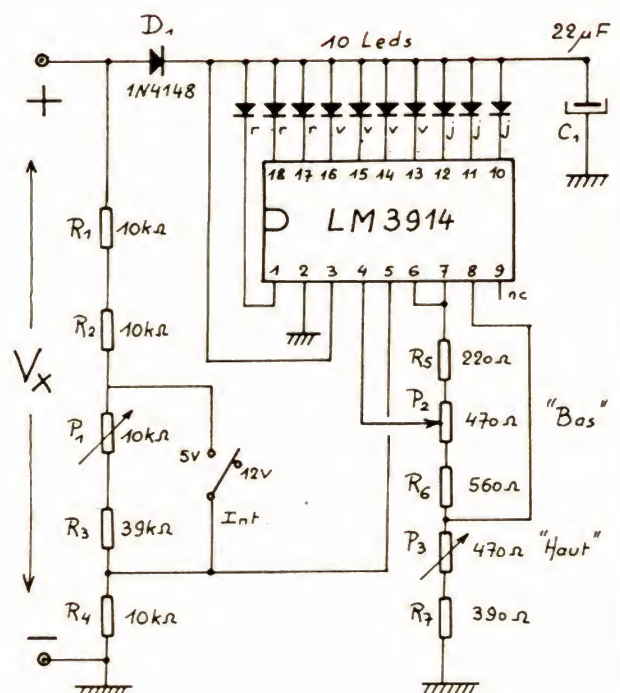 D1
10 Leds
22µF
+
1N4148
r r r v v v v j j j
C1
18 17 16 15 14 13 12 11 10
LM3914
1 2 3 4 5 6 7 8 9
nc
R1 10kΩ
R2 10kΩ
Vx
P1 10kΩ
5v
12v
Int
R3 39kΩ
R4 10kΩ
−
R5 220Ω
P2 470Ω "Bas"
R6 560Ω
P3 470Ω "Haut"
R7 390Ω